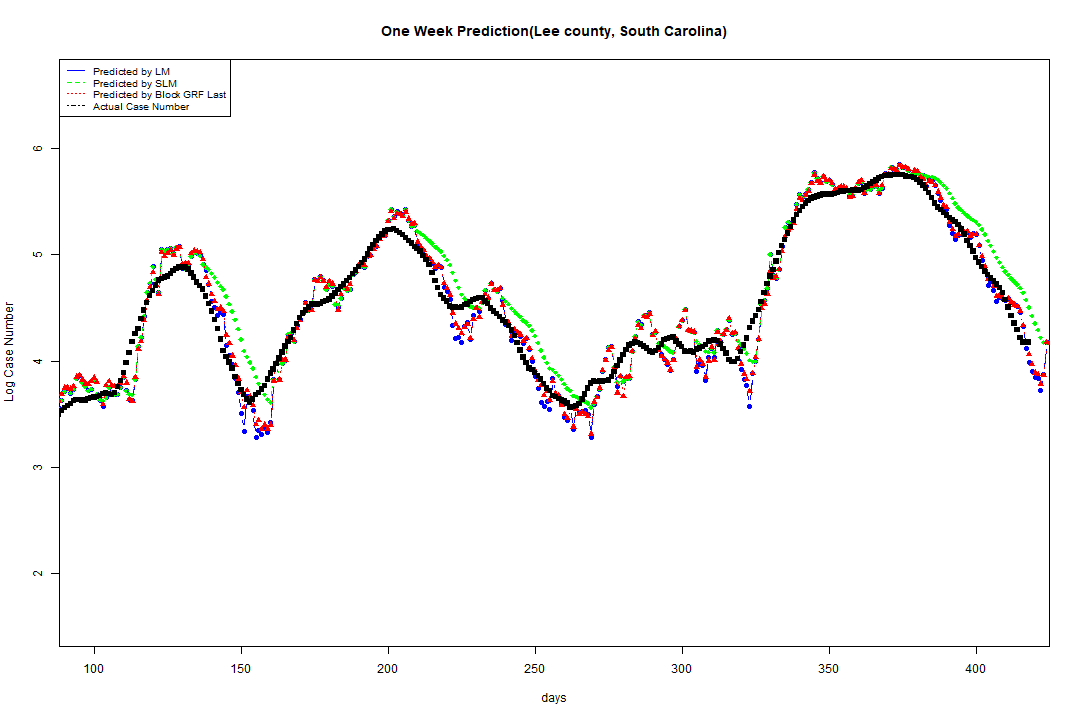 One Week Prediction(Lee county, South Carolina)
Predicted by LM
Predicted by SLM
Predicted by Block GRF Last
Actual Case Number
Log Case Number
6
5
4
3
2
100 150 200 250 300 350 400
days